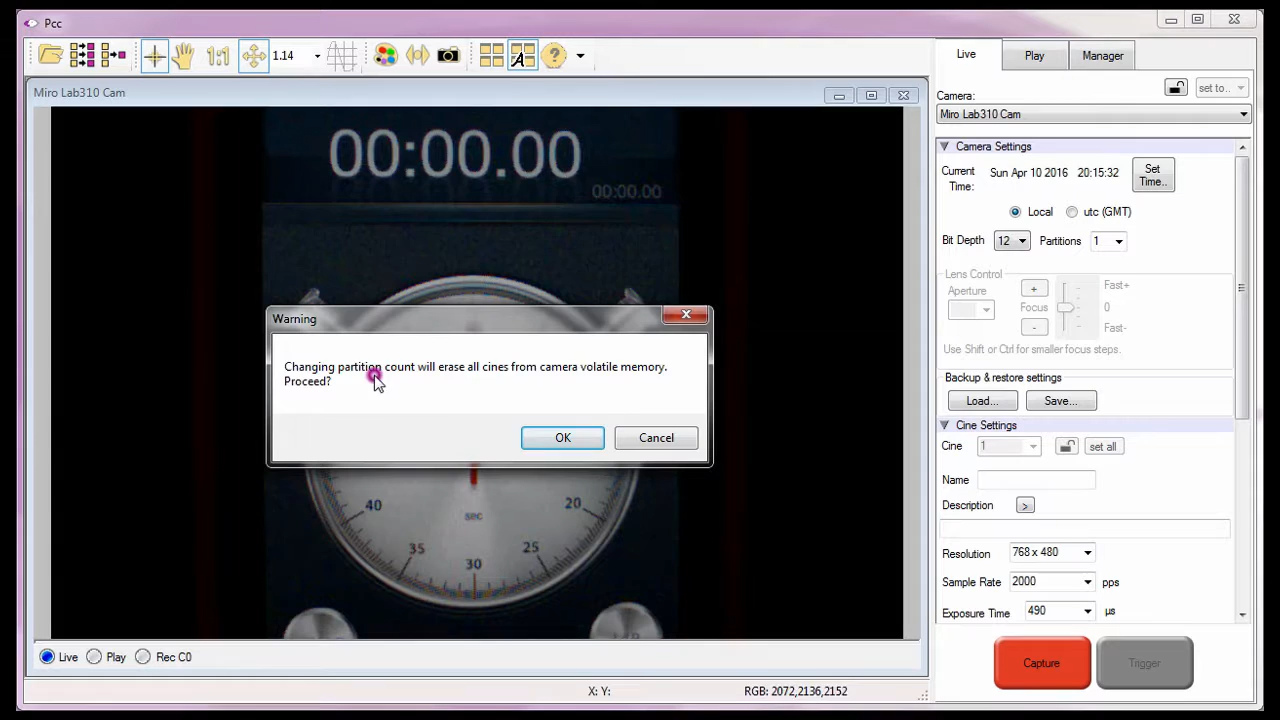 Pcc
1:1
1.14
A
?
Live
Play
Manager
Miro Lab310 Cam
Camera:
set to..
Miro Lab310 Cam
00:00.00
00:00.00
Camera Settings
Current Time:
Sun Apr 10 2016 20:15:32
Set Time..
Local
utc (GMT)
Bit Depth
12
Partitions
1
Lens Control
Aperture
+
Focus
-
Fast+
0
Fast-
Use Shift or Ctrl for smaller focus steps.
Backup & restore settings
Load...
Save...
Warning
Changing partition count will erase all cines from camera volatile memory.
Proceed?
OK
Cancel
Cine Settings
Cine
1
set all
Name
Description
>
Resolution
768 x 480
Sample Rate
2000
pps
Exposure Time
490
µs
40
20
sec
35
25
30
Live
Play
Rec C0
Capture
Trigger
X: Y:
RGB: 2072,2136,2152